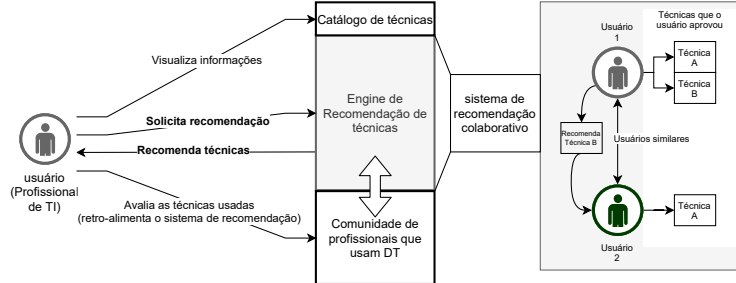 Catálogo de técnicas
Visualiza informações
Solicita recomendação
Recomenda técnicas
usuário
(Profissional
de TI)
Avalia as técnicas usadas
(retro-alimenta o sistema de recomendação)
Engine de
Recomendação de
técnicas
Comunidade de
profissionais que
usam DT
sistema de
recomendação
colaborativo
Usuário
1
Técnicas que o
usuário aprovou
Técnica
A
Técnica
B
Recomenda
Técnica B
Usuários similares
Técnica
A
Usuário
2